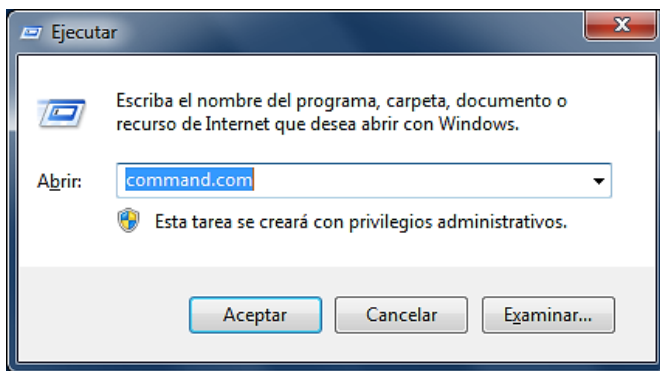 Ejecutar
Escriba el nombre del programa, carpeta, documento o
recurso de Internet que desea abrir con Windows.
Abrir: command.com
Esta tarea se creará con privilegios administrativos.
Aceptar Cancelar Examinar...